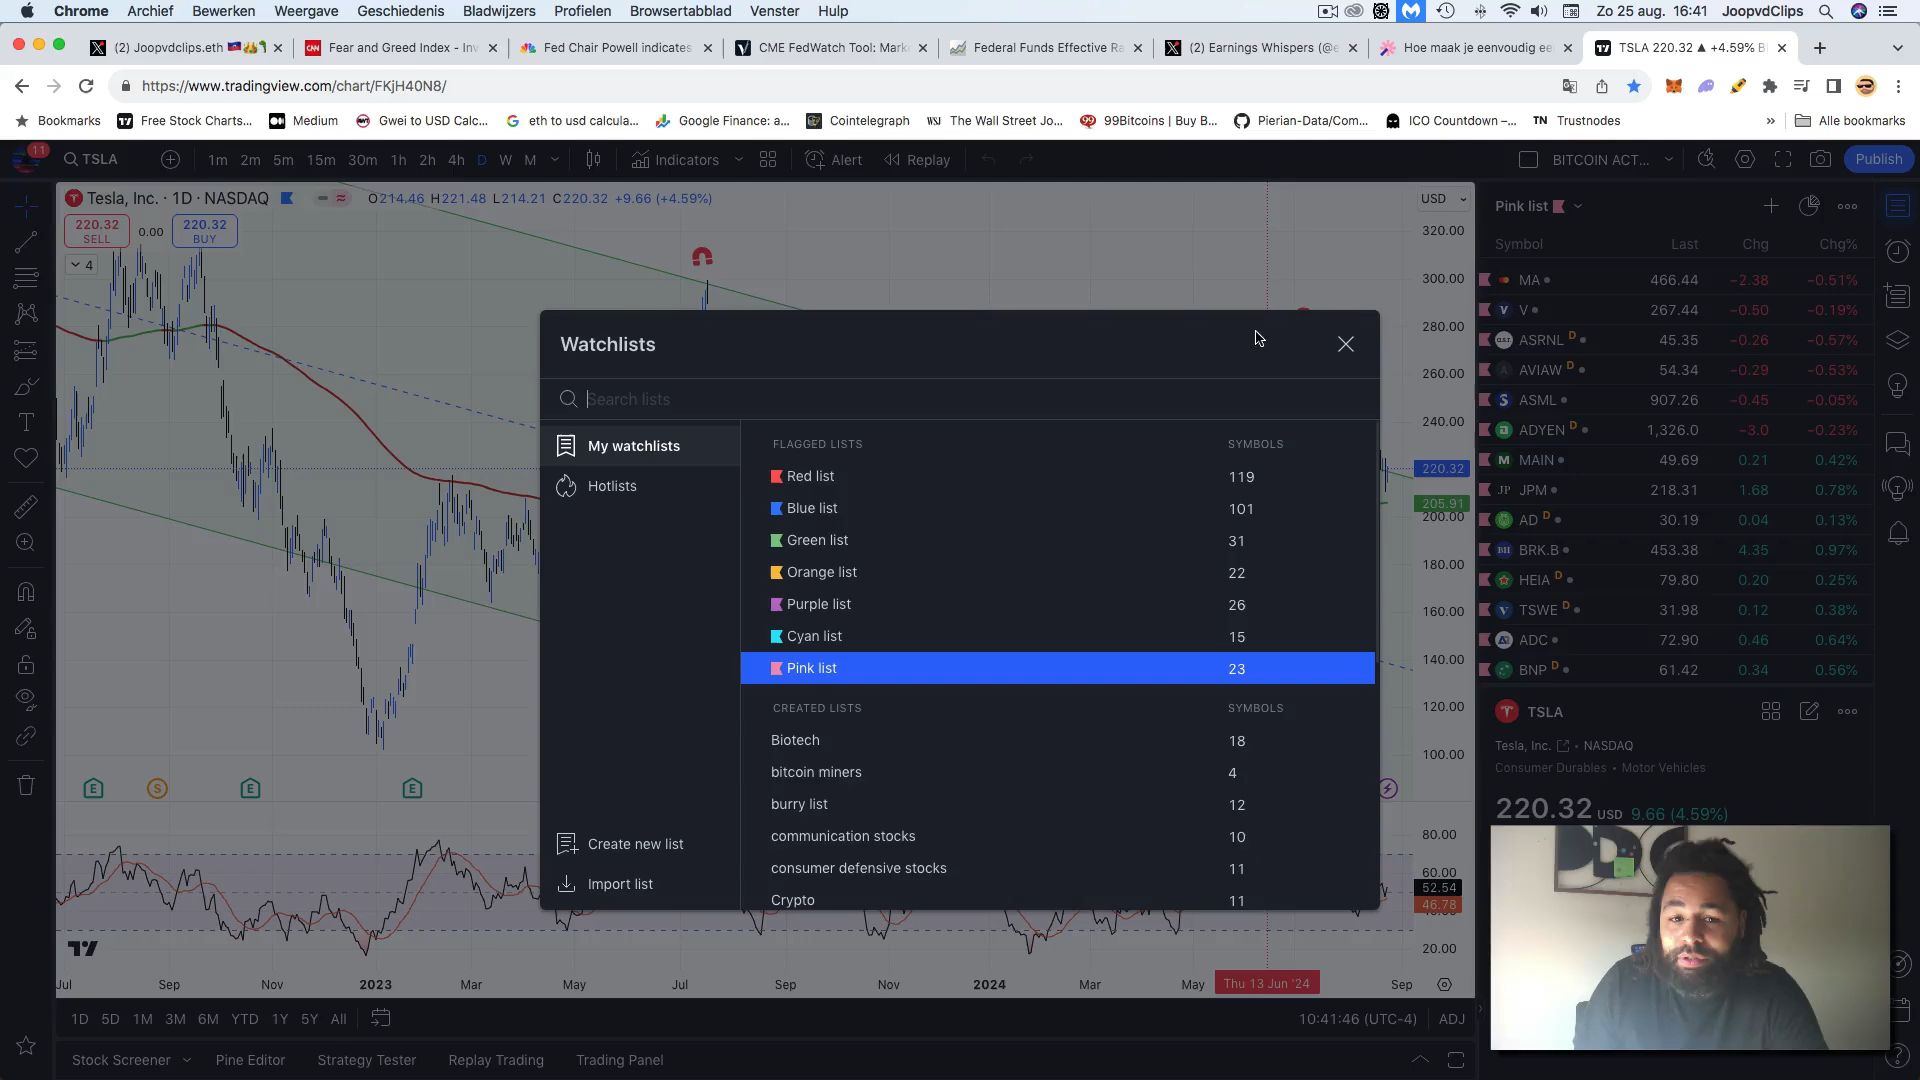 Chrome Archief Bewerken Weergave Geschiedenis Bladwijzers Profielen Browsertabblad Venster Hulp Zo 25 aug. 16:41 JoopvdClips
(2) Joopvdclips.eth
Fear and Greed Index - Inv
Fed Chair Powell indicates
CME FedWatch Tool: Mark
Federal Funds Effective Ra
(2) Earnings Whispers (@e
Hoe maak je eenvoudig ee
TSLA 220.32 ▲ +4.59% B
https://www.tradingview.com/chart/FKjH40N8/
Bookmarks Free Stock Charts... Medium Gwei to USD Calc... eth to usd calcula... Google Finance: a... Cointelegraph WSJ The Wall Street Jo... 99Bitcoins | Buy B... Pierian-Data/Com... ICO Countdown –... TN Trustnodes » Alle bookmarks
11 TSLA 1m 2m 5m 15m 30m 1h 2h 4h D W M Indicators Alert Replay BITCOIN ACT... Publish
Tesla, Inc. · 1D · NASDAQ O214.46 H221.48 L214.21 C220.32 +9.66 (+4.59%)
220.32 SELL
0.00
220.32 BUY
4
USD
320.00
300.00
280.00
260.00
240.00
220.32
205.91
200.00
180.00
160.00
140.00
120.00
100.00
80.00
60.00
52.54
46.78
20.00
Watchlists
Search lists
My watchlists
Hotlists
Create new list
Import list
FLAGGED LISTS SYMBOLS
Red list 119
Blue list 101
Green list 31
Orange list 22
Purple list 26
Cyan list 15
Pink list 23
CREATED LISTS SYMBOLS
Biotech 18
bitcoin miners 4
burry list 12
communication stocks 10
consumer defensive stocks 11
Crypto 11
E S E E
Jul Sep Nov 2023 Mar May Jul Sep Nov 2024 Mar May Thu 13 Jun '24 Sep
1D 5D 1M 3M 6M YTD 1Y 5Y All 10:41:46 (UTC-4) ADJ
Stock Screener Pine Editor Strategy Tester Replay Trading Trading Panel
Pink list
Symbol Last Chg Chg%
MA 466.44 −2.38 −0.51%
V 267.44 −0.50 −0.19%
ASRNL D 45.35 −0.26 −0.57%
AVIAW D 54.34 −0.29 −0.53%
ASML 907.26 −0.45 −0.05%
ADYEN D 1,326.0 −3.0 −0.23%
MAIN 49.69 0.21 0.42%
JPM 218.31 1.68 0.78%
AD D 30.19 0.04 0.13%
BRK.B 453.38 4.35 0.97%
HEIA D 79.80 0.20 0.25%
TSWE D 31.98 0.12 0.38%
ADC 72.90 0.46 0.64%
BNP D 61.42 0.34 0.56%
TSLA
Tesla, Inc. • NASDAQ
Consumer Durables • Motor Vehicles
220.32 USD 9.66 (4.59%)